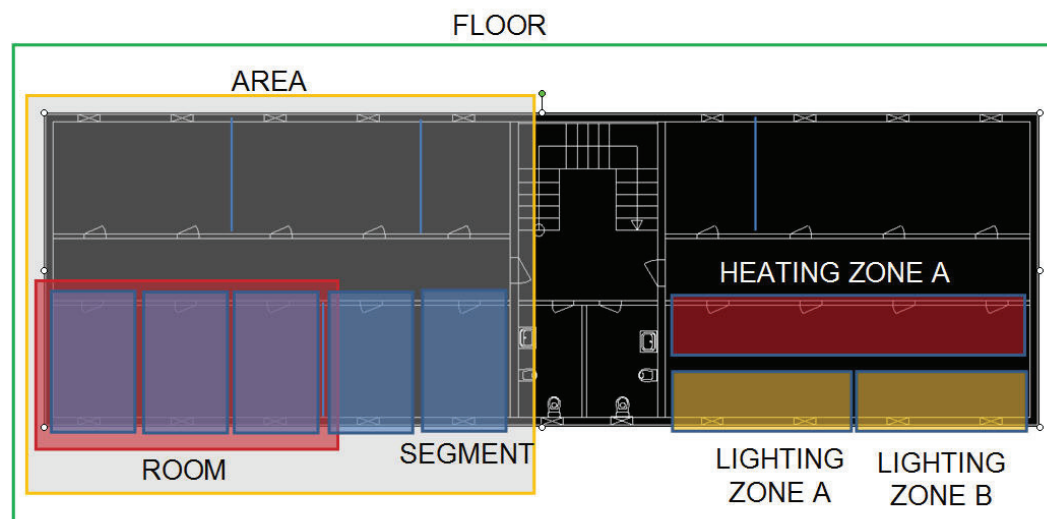 FLOOR
AREA
HEATING ZONE A
ROOM
SEGMENT
LIGHTING
ZONE A
LIGHTING
ZONE B